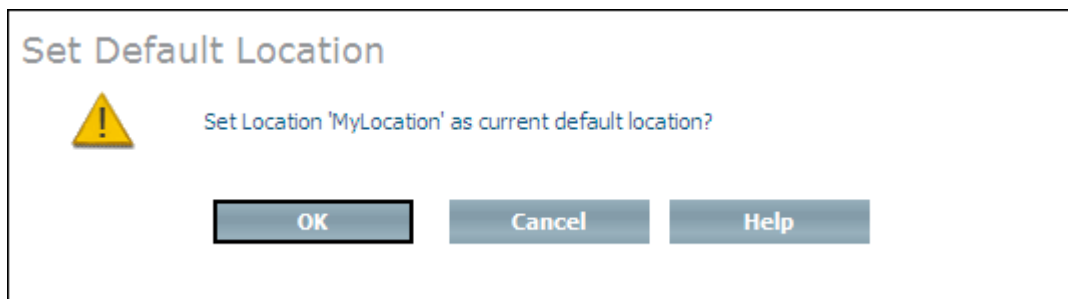 Set Default Location
Set Location 'MyLocation' as current default location?
OK Cancel Help